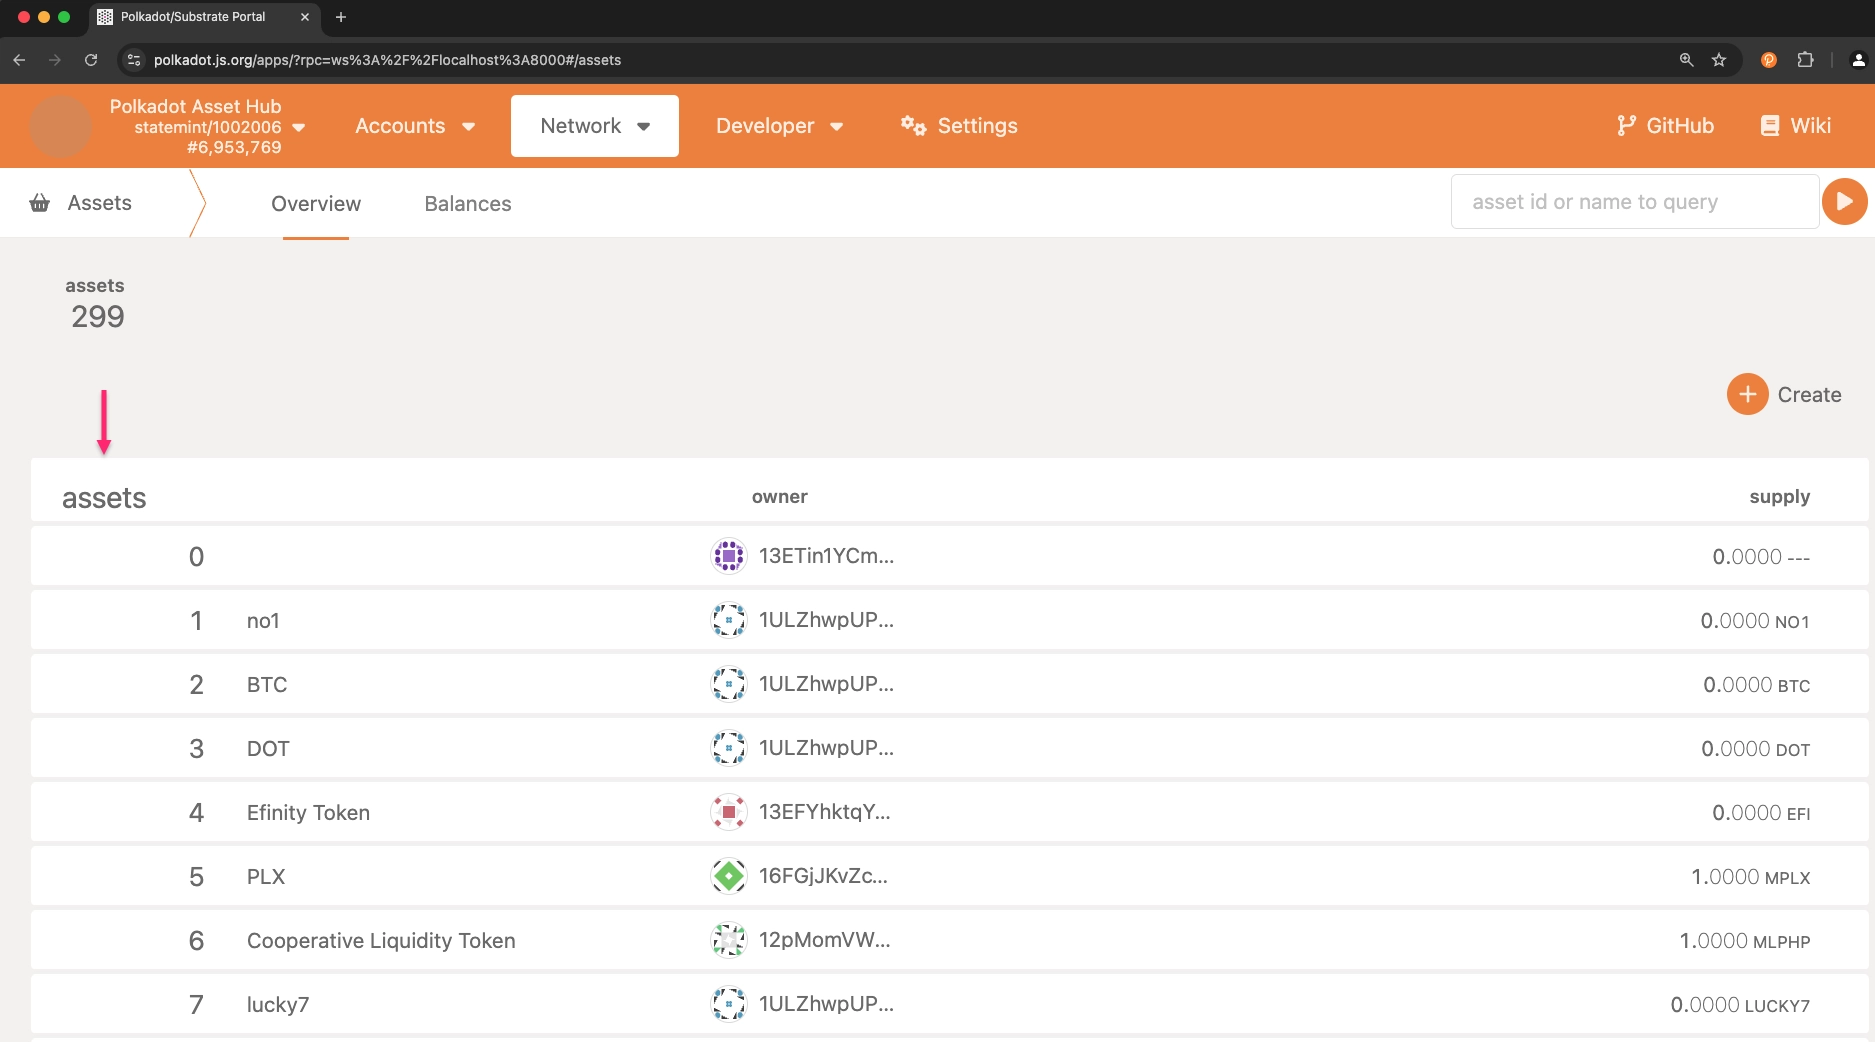 Polkadot/Substrate Portal
polkadot.js.org/apps/?rpc=ws%3A%2F%2Flocalhost%3A8000#/assets
Polkadot Asset Hub
statemint/1002006
#6,953,769
Accounts
Network
Developer
Settings
GitHub
Wiki
Assets
Overview
Balances
asset id or name to query
assets
299
Create
assets owner supply
0 13ETin1YCm... 0.0000 ---
1 no1 1ULZhwpUP... 0.0000 NO1
2 BTC 1ULZhwpUP... 0.0000 BTC
3 DOT 1ULZhwpUP... 0.0000 DOT
4 Efinity Token 13EFYhktqY... 0.0000 EFI
5 PLX 16FGjJKvZc... 1.0000 MPLX
6 Cooperative Liquidity Token 12pMomVW... 1.0000 MLPHP
7 lucky7 1ULZhwpUP... 0.0000 LUCKY7